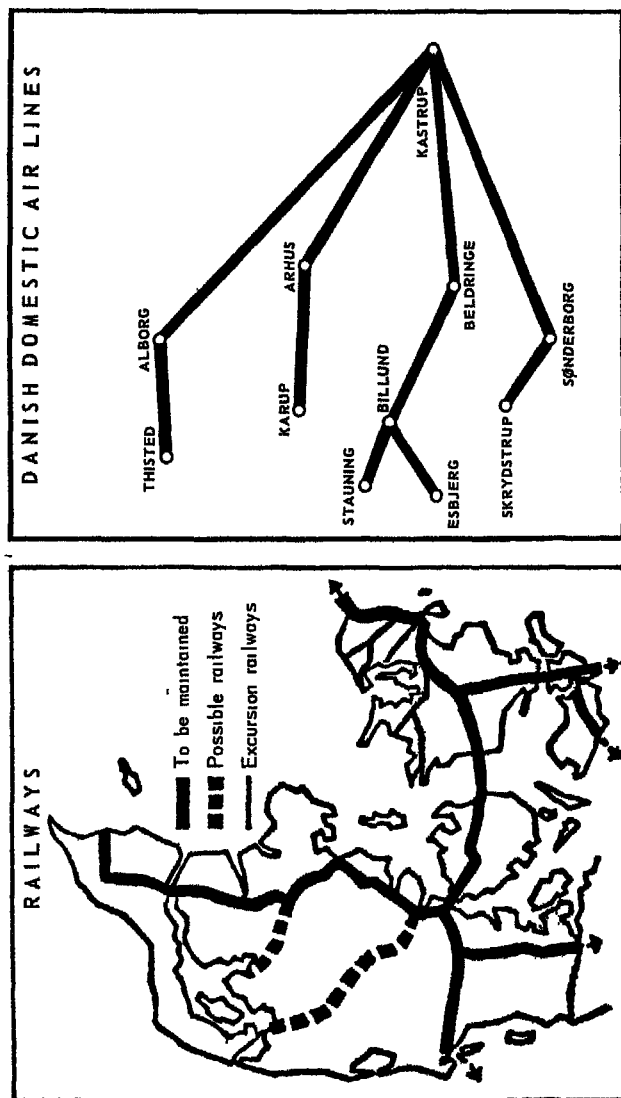 RAILWAYS
To be maintained
Possible railways
Excursion railways
DANISH DOMESTIC AIR LINES
THISTED
ALBORG
KARUP
ARHUS
STAUNING
BILLUND
ESBJERG
BELDRINGE
KASTRUP
SKRYDSTRUP
SØNDERBORG